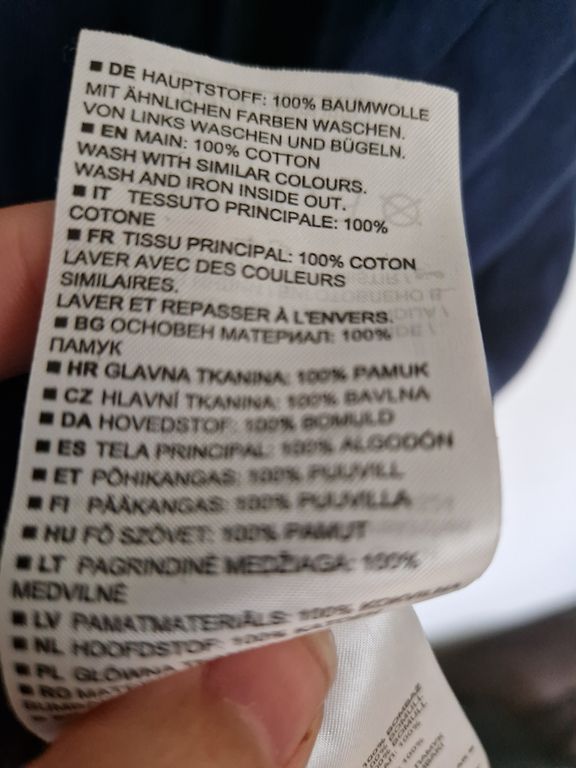 ■ DE HAUPTSTOFF: 100% BAUMWOLLE
MIT ÄHNLICHEN FARBEN WASCHEN.
VON LINKS WASCHEN UND BÜGELN.
■ EN MAIN: 100% COTTON
WASH WITH SIMILAR COLOURS.
WASH AND IRON INSIDE OUT.
■ IT TESSUTO PRINCIPALE: 100%
COTONE
■ FR TISSU PRINCIPAL: 100% COTON
LAVER AVEC DES COULEURS
SIMILAIRES.
LAVER ET REPASSER À L'ENVERS.
■ BG ОСНОВЕН МАТЕРИАЛ: 100%
ПАМУК
■ HR GLAVNA TKANINA: 100% PAMUK
■ CZ HLAVNÍ TKANINA: 100% BAVLNA
■ DA HOVEDSTOF: 100% BOMULD
■ ES TELA PRINCIPAL: 100% ALGODÓN
■ ET PÕHIKANGAS: 100% PUUVILL
■ FI PÄÄKANGAS: 100% PUUVILLA
■ HU FŐ SZÖVET: 100% PAMUT
■ LT PAGRINDINĖ MEDŽIAGA: 100%
MEDVILNĖ
■ LV PAMATMATERIĀLS: 100%
■ NL HOOFDSTOF: 100%
■ PL GŁÓWNA
■ RO
100% BOMBAŽ